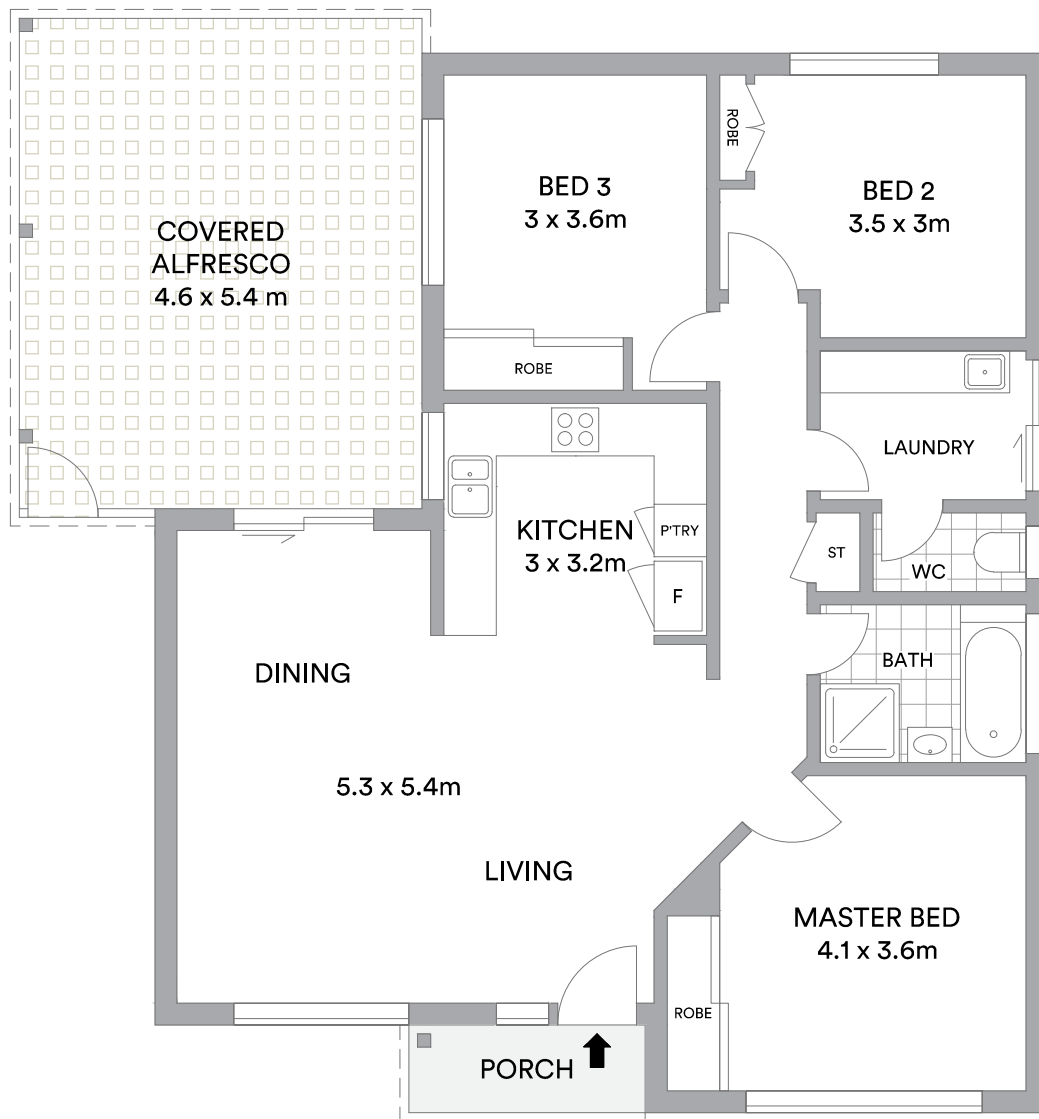 ROBE
BED 3
3 x 3.6m
BED 2
3.5 x 3m
COVERED
ALFRESCO
4.6 x 5.4 m
ROBE
LAUNDRY
KITCHEN
3 x 3.2m
P'TRY
F
ST
WC
BATH
DINING
5.3 x 5.4m
LIVING
MASTER BED
4.1 x 3.6m
ROBE
PORCH